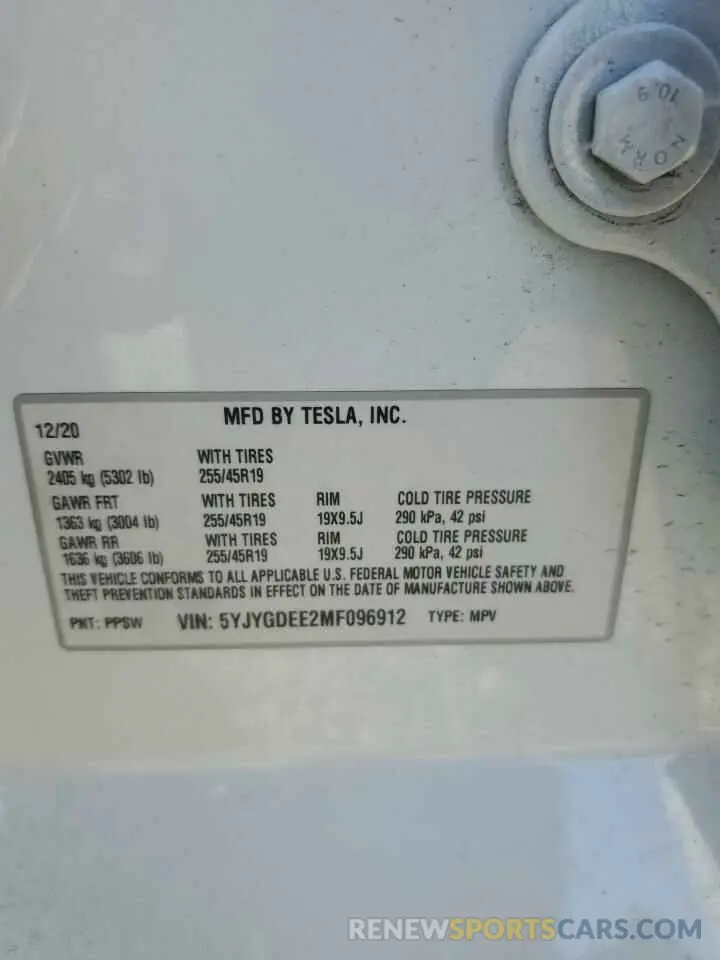 10.9
NORM
MFD BY TESLA, INC.
12/20
GVWR WITH TIRES
2405 kg (5302 lb) 255/45R19
GAWR FRT WITH TIRES RIM COLD TIRE PRESSURE
1363 kg (3004 lb) 255/45R19 19X9.5J 290 kPa, 42 psi
GAWR RR WITH TIRES RIM COLD TIRE PRESSURE
1636 kg (3606 lb) 255/45R19 19X9.5J 290 kPa, 42 psi
THIS VEHICLE CONFORMS TO ALL APPLICABLE U.S. FEDERAL MOTOR VEHICLE SAFETY AND
THEFT PREVENTION STANDARDS IN EFFECT ON THE DATE OF MANUFACTURE SHOWN ABOVE.
PNT: PPSW VIN: 5YJYGDEE2MF096912 TYPE: MPV
RENEWSPORTSCARS.COM